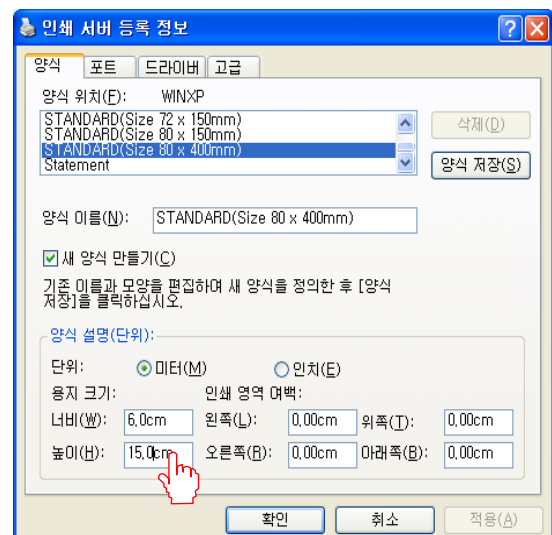 인쇄 서버 등록 정보
양식 포트 드라이버 고급
양식 위치(F): WINXP
STANDARD(Size 72 x 150mm)
STANDARD(Size 80 x 150mm)
STANDARD(Size 80 x 400mm)
Statement
삭제(D)
양식 저장(S)
양식 이름(N): STANDARD(Size 80 x 400mm)
새 양식 만들기(C)
기존 이름과 모양을 편집하여 새 양식을 정의한 후 [양식
저장]을 클릭하십시오.
양식 설명(단위):
단위: 미터(M) 인치(E)
용지 크기: 인쇄 영역 여백:
너비(W): 6.0cm 왼쪽(L): 0.00cm 위쪽(T): 0.00cm
높이(H): 15.0cm 오른쪽(R): 0.00cm 아래쪽(B): 0.00cm
확인 취소 적용(A)